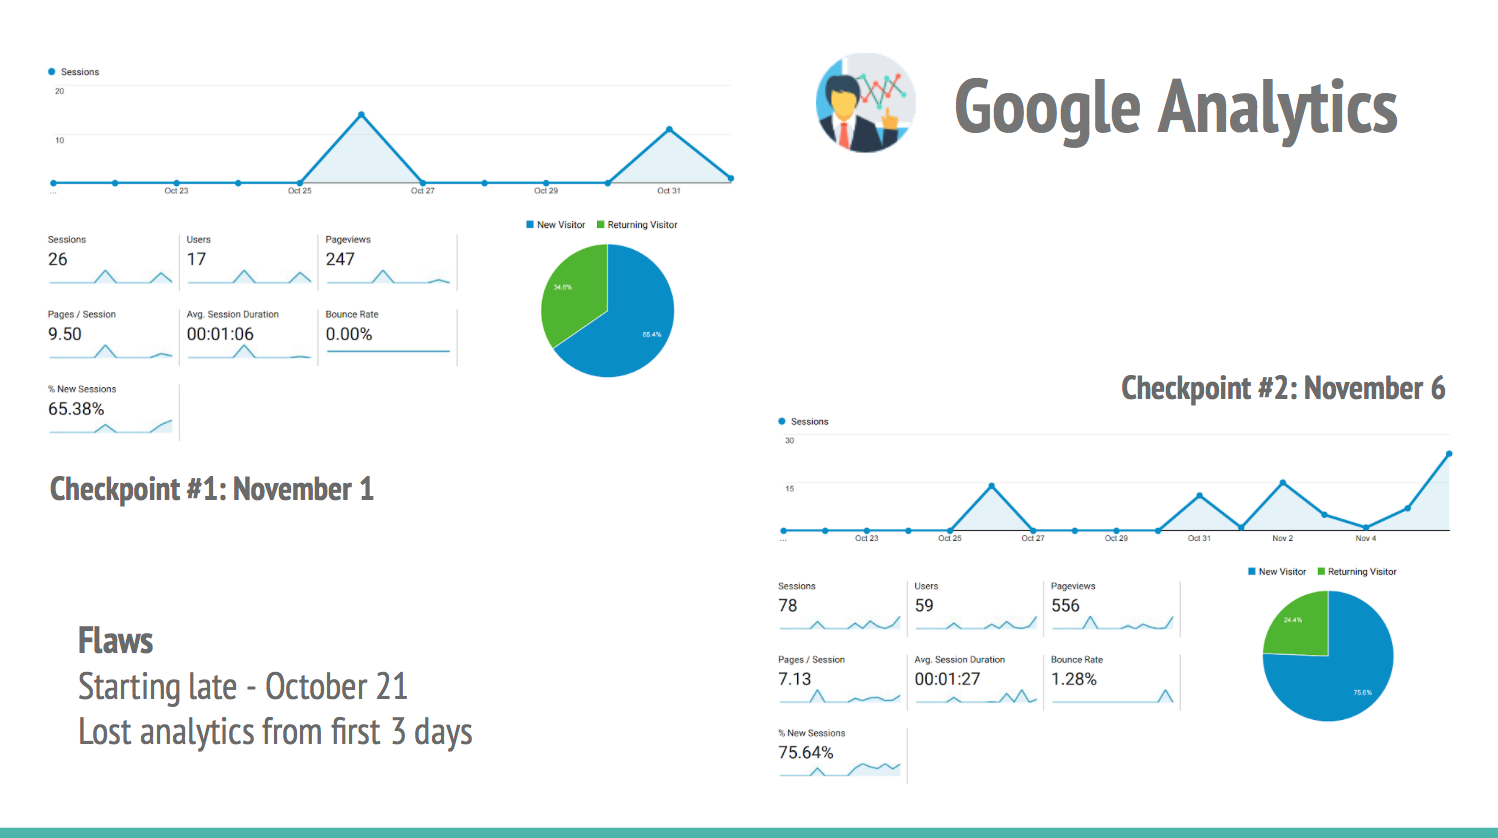 Google Analytics
Sessions
20
10
...
Oct 23
Oct 25
Oct 27
Oct 29
Oct 31
Sessions
26
Users
17
Pageviews
247
Pages / Session
9.50
Avg. Session Duration
00:01:06
Bounce Rate
0.00%
% New Sessions
65.38%
New Visitor
Returning Visitor
34.6%
65.4%
Checkpoint #1: November 1
Flaws
Starting late - October 21
Lost analytics from first 3 days
Checkpoint #2: November 6
Sessions
30
15
...
Oct 23
Oct 25
Oct 27
Oct 29
Oct 31
Nov 2
Nov 4
Sessions
78
Users
59
Pageviews
556
Pages / Session
7.13
Avg. Session Duration
00:01:27
Bounce Rate
1.28%
% New Sessions
75.64%
New Visitor
Returning Visitor
24.4%
75.6%